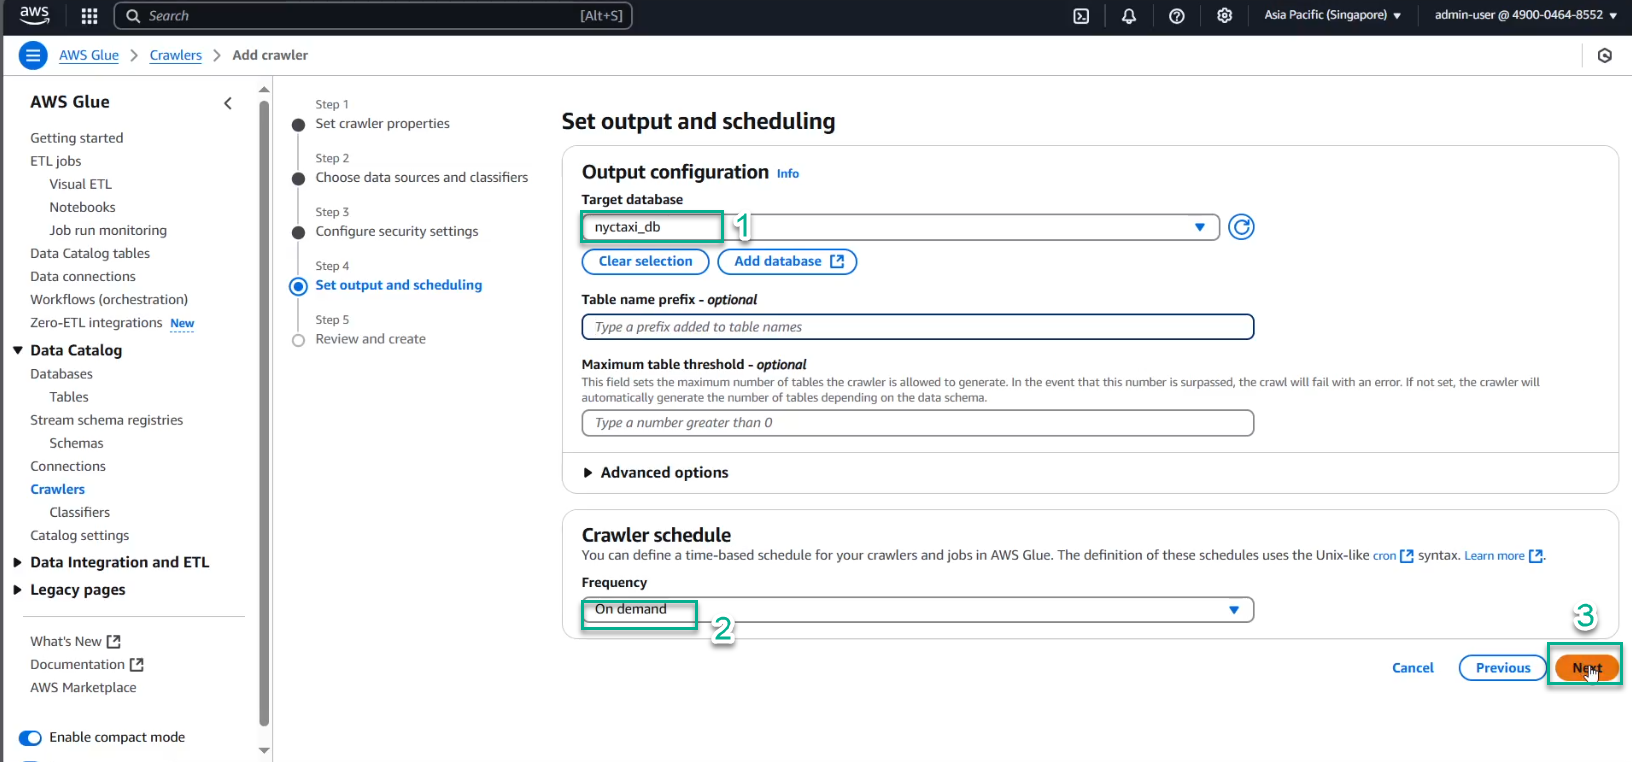 aws
Search
[Alt+S]
Asia Pacific (Singapore)
admin-user @ 4900-0464-8552
AWS Glue
Crawlers
Add crawler
AWS Glue
Getting started
ETL jobs
Visual ETL
Notebooks
Job run monitoring
Data Catalog tables
Data connections
Workflows (orchestration)
Zero-ETL integrations New
Data Catalog
Databases
Tables
Stream schema registries
Schemas
Connections
Crawlers
Classifiers
Catalog settings
Data Integration and ETL
Legacy pages
What's New
Documentation
AWS Marketplace
Enable compact mode
Step 1
Set crawler properties
Step 2
Choose data sources and classifiers
Step 3
Configure security settings
Step 4
Set output and scheduling
Step 5
Review and create
Set output and scheduling
Output configuration Info
Target database
nyctaxi_db
1
Clear selection
Add database
Table name prefix - optional
Type a prefix added to table names
Maximum table threshold - optional
This field sets the maximum number of tables the crawler is allowed to generate. In the event that this number is surpassed, the crawl will fail with an error. If not set, the crawler will
automatically generate the number of tables depending on the data schema.
Type a number greater than 0
Advanced options
Crawler schedule
You can define a time-based schedule for your crawlers and jobs in AWS Glue. The definition of these schedules uses the Unix-like cron syntax. Learn more.
Frequency
On demand
2
3
Cancel
Previous
Next